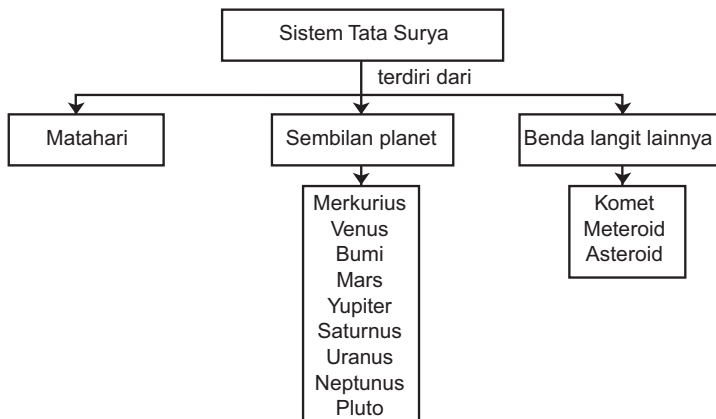 Sistem Tata Surya
terdiri dari
Matahari
Sembilan planet
Benda langit lainnya
Merkurius
Venus
Bumi
Mars
Yupiter
Saturnus
Uranus
Neptunus
Pluto
Komet
Meteroid
Asteroid